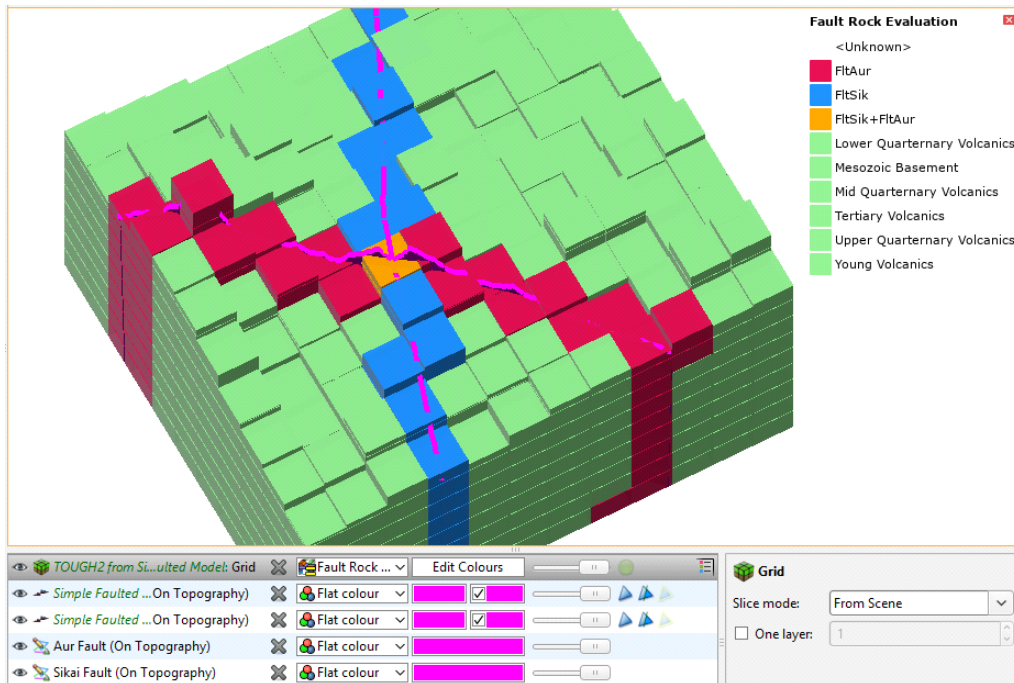 Fault Rock Evaluation
<Unknown>
FltAur
FltSik
FltSik+FltAur
Lower Quarternary Volcanics
Mesozoic Basement
Mid Quarternary Volcanics
Tertiary Volcanics
Upper Quarternary Volcanics
Young Volcanics
TOUGH2 from Si...ulted Model: Grid
Fault Rock ...
Edit Colours
Simple Faulted ...On Topography)
Flat colour
Simple Faulted ...On Topography)
Flat colour
Aur Fault (On Topography)
Flat colour
Sikai Fault (On Topography)
Flat colour
Grid
Slice mode:
From Scene
One layer:
1